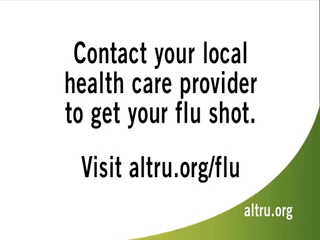 Contact your local
health care provider
to get your flu shot.
Visit altru.org/flu
altru.org